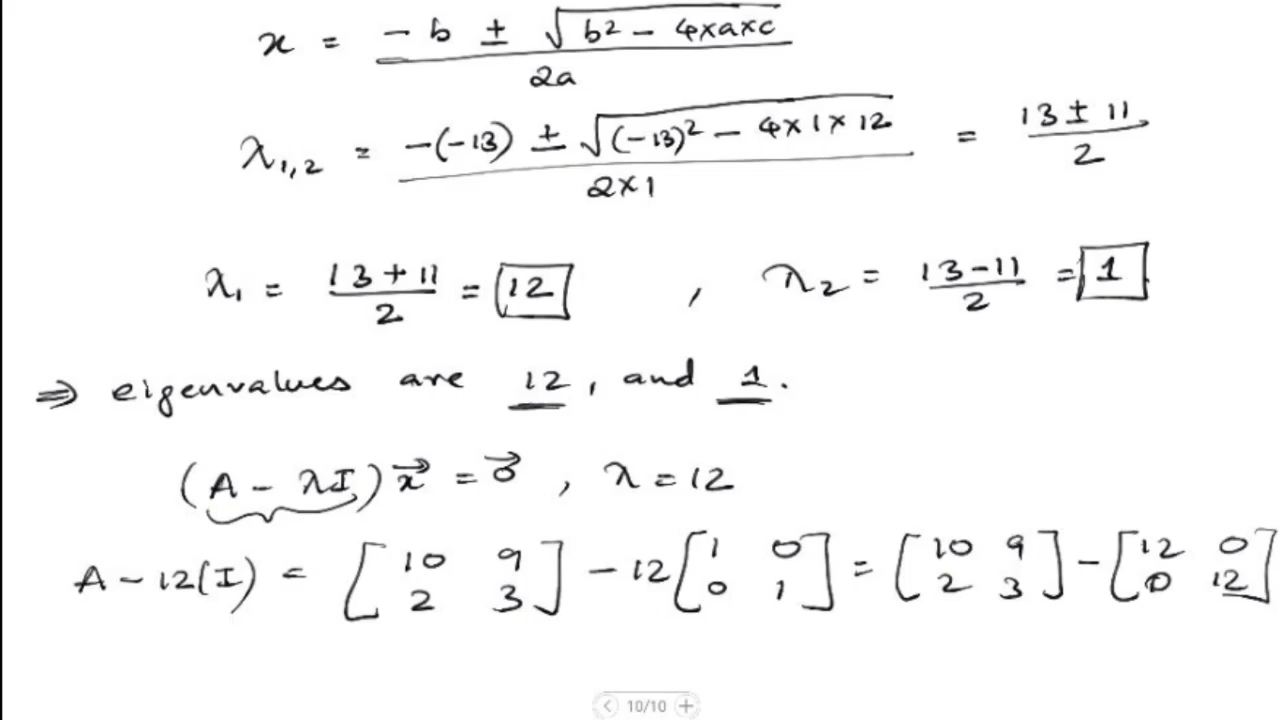 x = (-b ± √(b² - 4×a×c)) / 2a
λ₁,₂ = (-(-13) ± √((-13)² - 4×1×12)) / 2×1 = (13 ± 11) / 2
λ₁ = (13+11) / 2 = 12 , λ₂ = (13-11) / 2 = 1
⇒ eigenvalues are 12, and 1.
(A - λI)x⃗ = 0⃗ , λ = 12
A - 12(I) = [10 9; 2 3] - 12[1 0; 0 1] = [10 9; 2 3] - [12 0; 0 12]
10/10